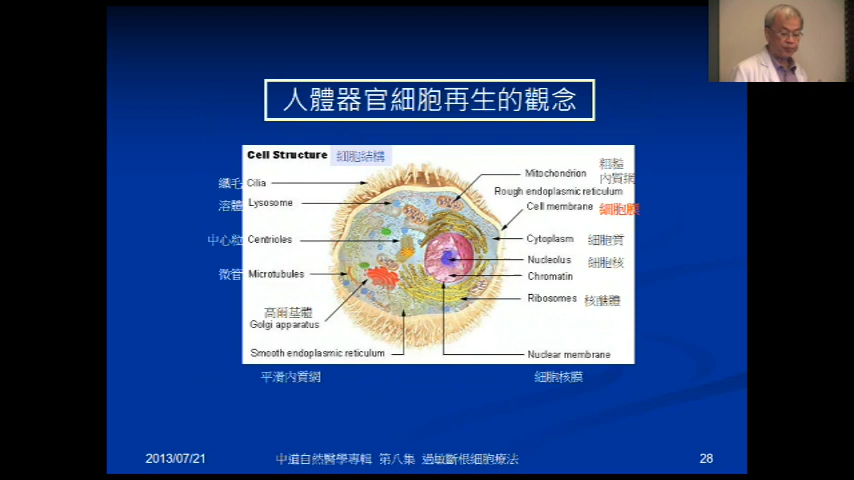 人體器官細胞再生的觀念
Cell Structure 細胞結構
粗糙
內質網
Mitochondrion
Rough endoplasmic reticulum
Cell membrane 細胞膜
纖毛 Cilia
溶體 Lysosome
中心粒 Centrioles
微管 Microtubules
高爾基體
Golgi apparatus
Smooth endoplasmic reticulum
平滑內質網
Cytoplasm 細胞質
Nucleolus 細胞核
Chromatin
Ribosomes 核醣體
Nuclear membrane
細胞核膜
2013/07/21 中道自然醫學專輯 第八集 過敏斷根細胞療法 28